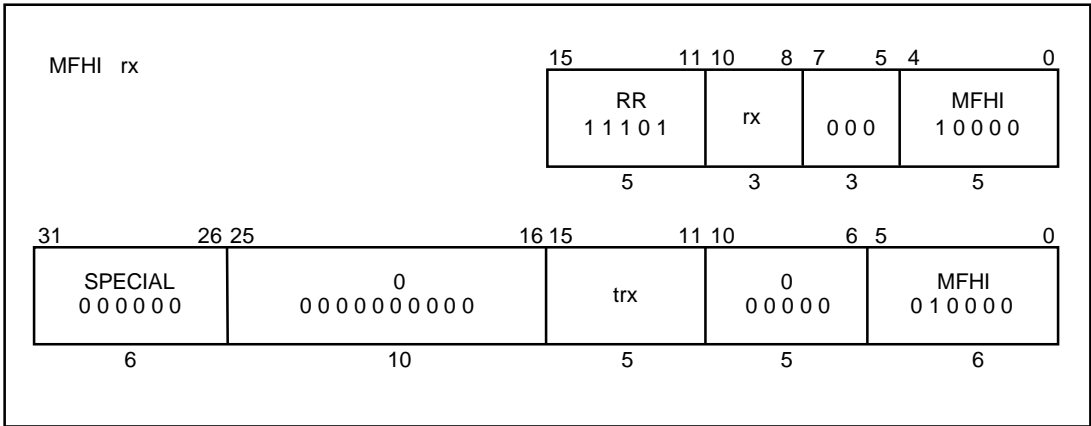 MFHI rx
15 11 10 8 7 5 4 0
RR rx 000 MFHI
11101 10000
5 3 3 5
31 26 25 16 15 11 10 6 5 0
SPECIAL 0 trx 0 MFHI
000000 0000000000 00000 010000
6 10 5 5 6